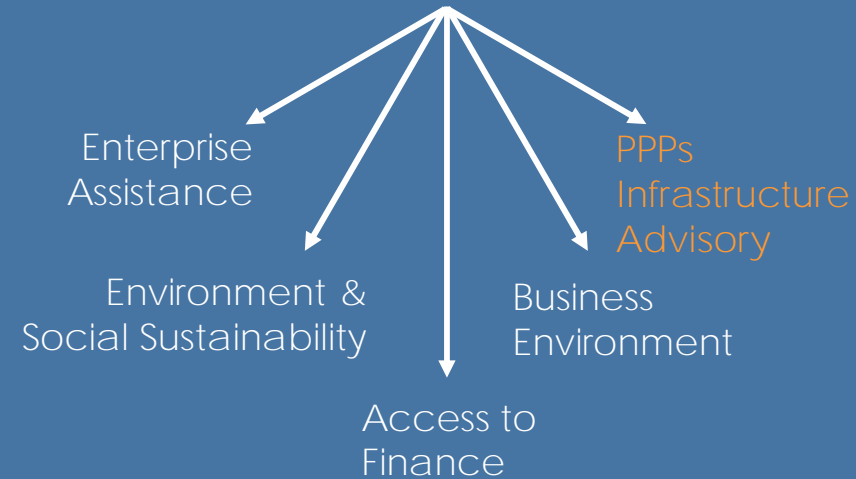 Enterprise
Assistance
PPPs
Infrastructure
Advisory
Environment &
Social Sustainability
Business
Environment
Access to
Finance